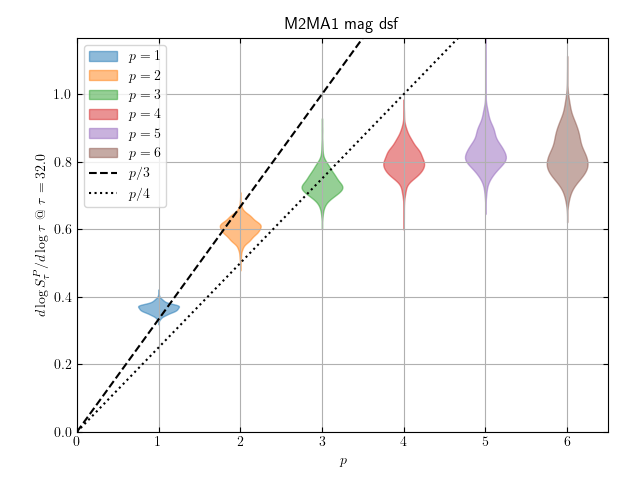 M2MA1 mag dsf
d log S_τ^P / d log τ @ τ = 32.0
1.0
0.8
0.6
0.4
0.2
0.0
p = 1
p = 2
p = 3
p = 4
p = 5
p = 6
p/3
p/4
0 1 2 3 4 5 6
p